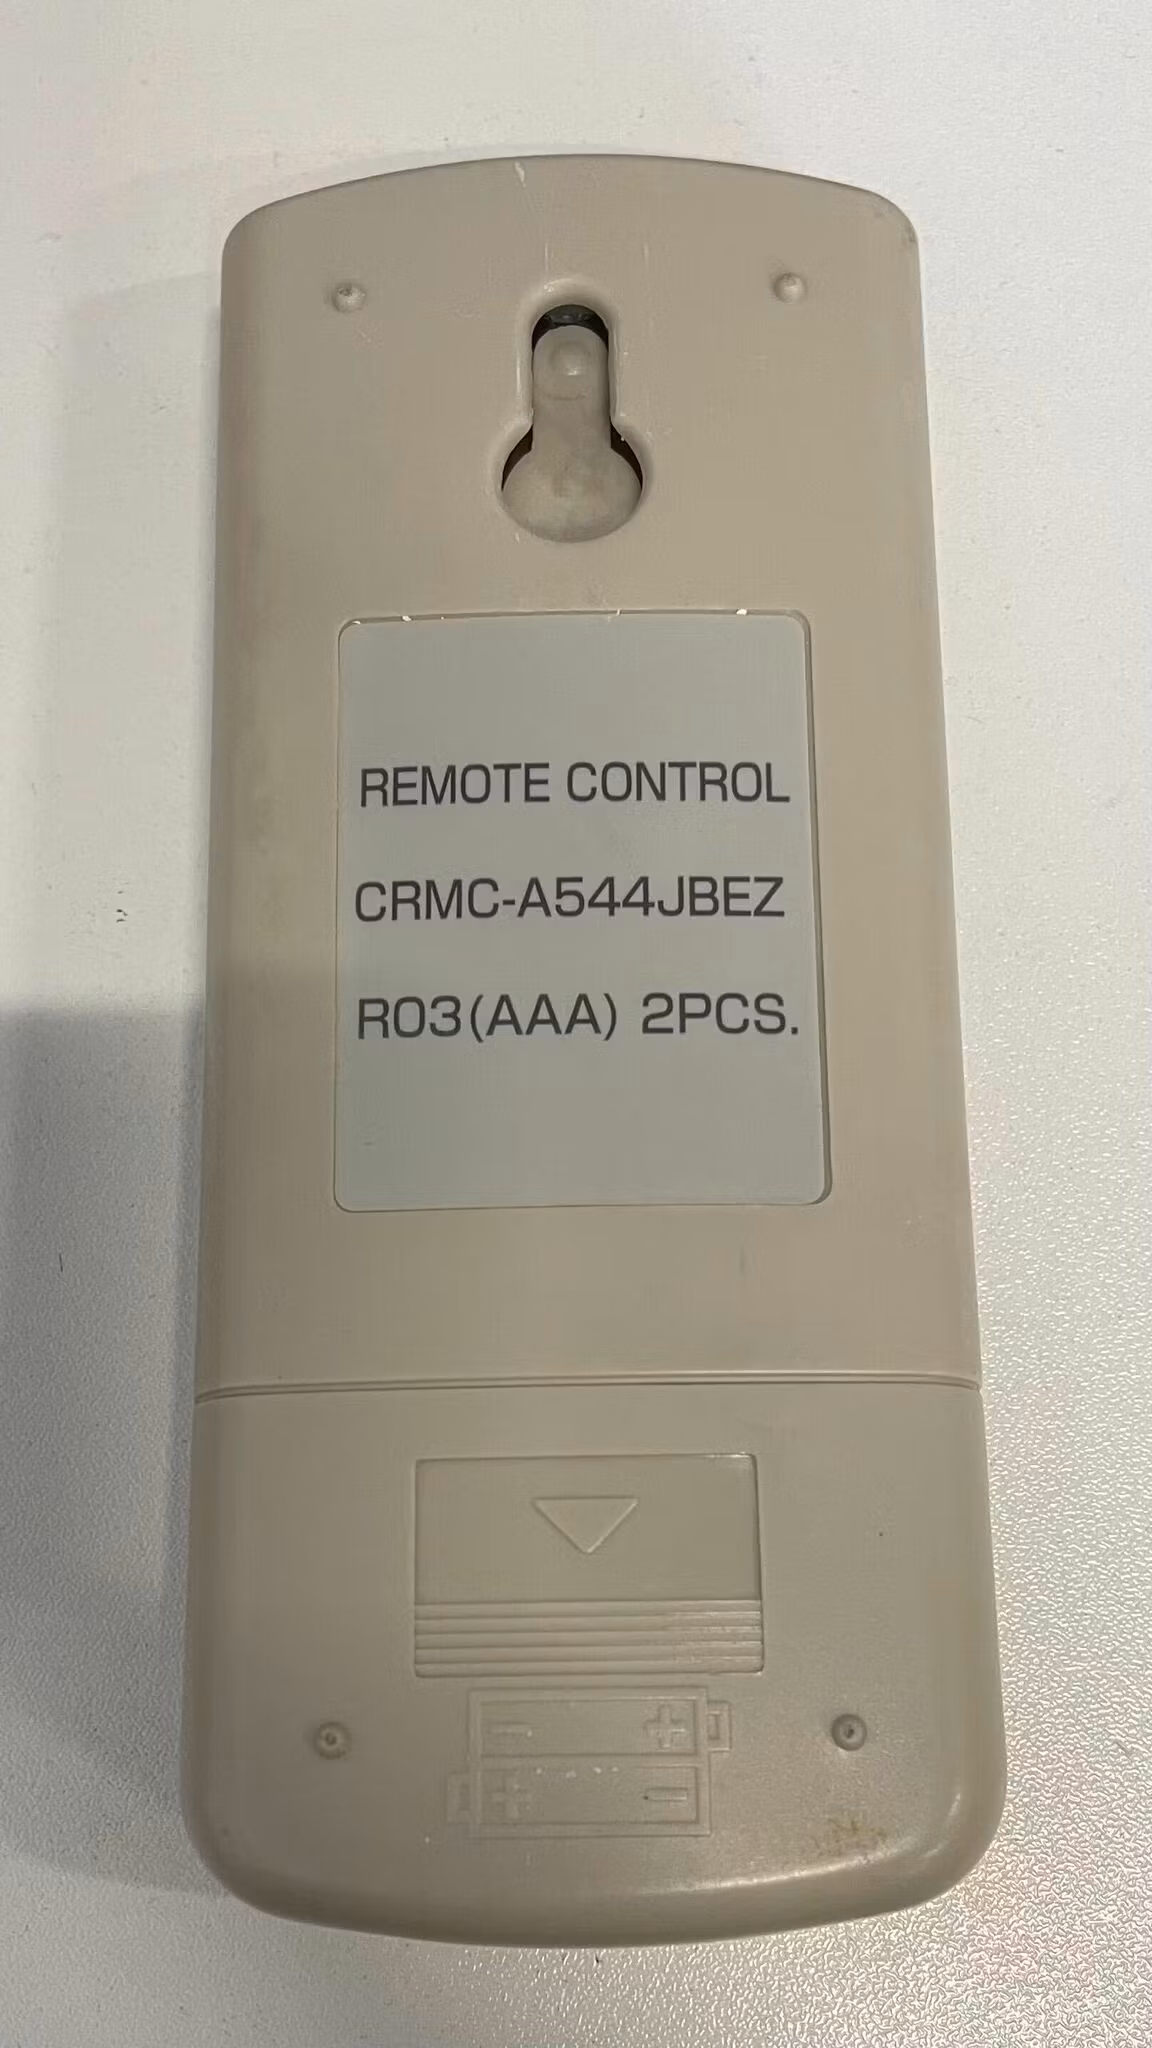 REMOTE CONTROL
CRMC-A544JBEZ
R03(AAA) 2PCS.